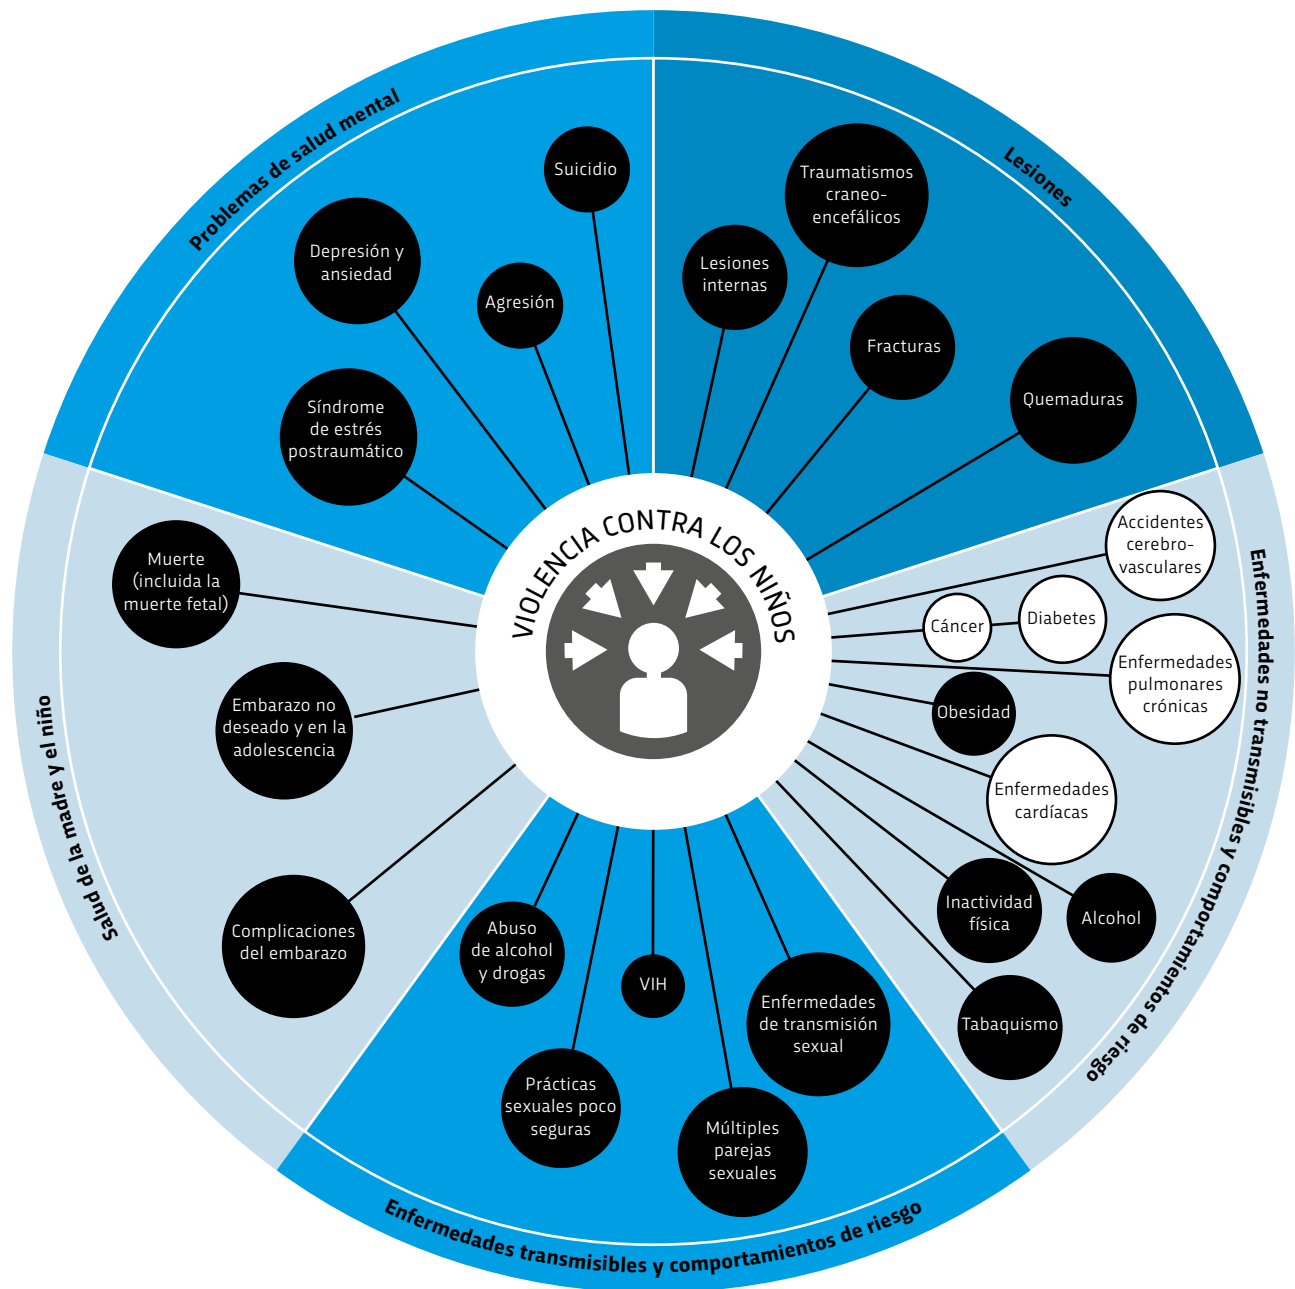 Problemas de salud mental
Suicidio
Depresión y
ansiedad
Agresión
Síndrome
de estrés
postraumático
Lesiones
Traumatismos
craneo-
encefálicos
Lesiones
internas
Fracturas
Quemaduras
VIOLENCIA CONTRA LOS NIÑOS
Enfermedades no transmisibles y comportamientos de riesgo
Accidentes
cerebro-
vasculares
Cáncer
Diabetes
Enfermedades
pulmonares
crónicas
Obesidad
Enfermedades
cardíacas
Inactividad
física
Alcohol
Tabaquismo
Enfermedades transmisibles y comportamientos de riesgo
Abuso
de alcohol
y drogas
VIH
Enfermedades
de transmisión
sexual
Prácticas
sexuales poco
seguras
Múltiples
parejas
sexuales
Salud de la madre y el niño
Muerte
(incluida la
muerte fetal)
Embarazo no
deseado y en la
adolescencia
Complicaciones
del embarazo